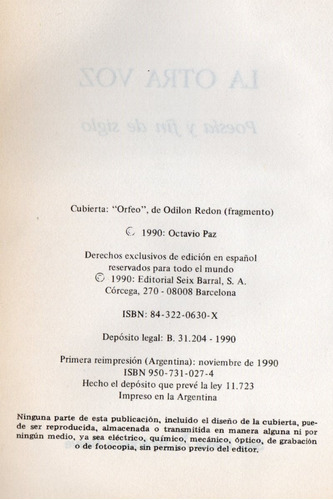 LA OTRA VOZ
Poesía y fin de siglo
Cubierta: "Orfeo", de Odilon Redon (fragmento)
© 1990: Octavio Paz
Derechos exclusivos de edición en español
reservados para todo el mundo
© 1990: Editorial Seix Barral, S. A.
Córcega, 270 - 08008 Barcelona
ISBN: 84-322-0630-X
Depósito legal: B. 31.204 - 1990
Primera reimpresión (Argentina): noviembre de 1990
ISBN 950-731-027-4
Hecho el depósito que prevé la ley 11.723
Impreso en la Argentina
Ninguna parte de esta publicación, incluido el diseño de la cubierta, pue-
de ser reproducida, almacenada o transmitida en manera alguna ni por
ningún medio, ya sea eléctrico, químico, mecánico, óptico, de grabación
o de fotocopia, sin permiso previo del editor.